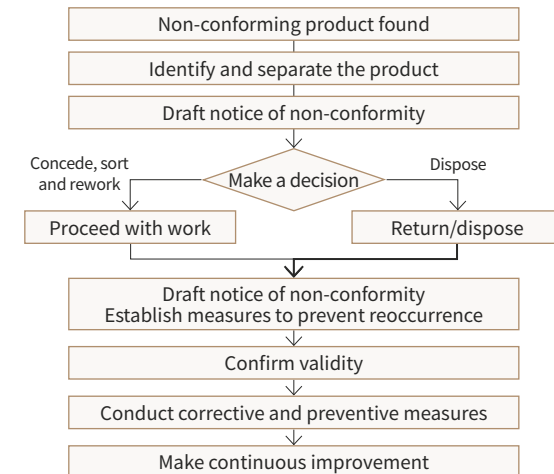 Non-conforming product found
Identify and separate the product
Draft notice of non-conformity
Concede, sort
and rework
Make a decision
Dispose
Proceed with work
Return/dispose
Draft notice of non-conformity
Establish measures to prevent reoccurrence
Confirm validity
Conduct corrective and preventive measures
Make continuous improvement